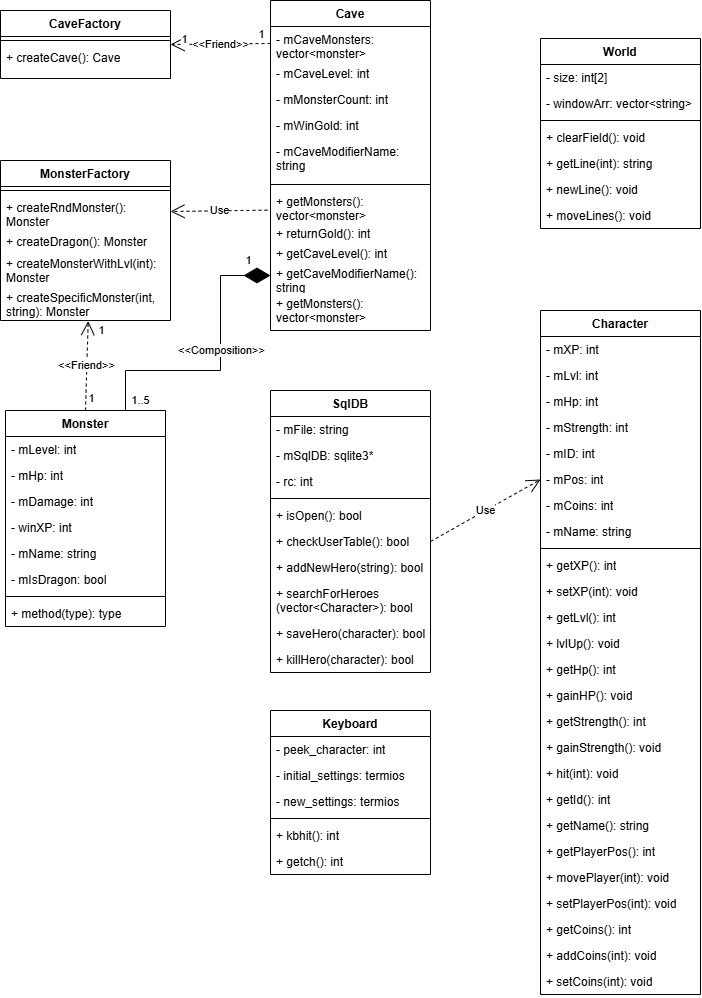 CaveFactory
+ createCave(): Cave
1
<<Friend>>
1
Cave
- mCaveMonsters:
vector<monster>
- mCaveLevel: int
- mMonsterCount: int
- mWinGold: int
- mCaveModifierName:
string
+ getMonsters():
vector<monster>
+ returnGold(): int
+ getCaveLevel(): int
+ getCaveModifierName():
string
+ getMonsters():
vector<monster>
World
- size: int[2]
- windowArr: vector<string>
+ clearField(): void
+ getLine(int): string
+ newLine(): void
+ moveLines(): void
MonsterFactory
+ createRndMonster():
Monster
+ createDragon(): Monster
+ createMonsterWithLvl(int):
Monster
+ createSpecificMonster(int,
string): Monster
Use
1
<<Composition>>
1..5
1
<<Friend>>
1
Monster
- mLevel: int
- mHp: int
- mDamage: int
- winXP: int
- mName: string
- mIsDragon: bool
+ method(type): type
SqlDB
- mFile: string
- mSqlDB: sqlite3*
- rc: int
+ isOpen(): bool
+ checkUserTable(): bool
+ addNewHero(string): bool
+ searchForHeroes
(vector<Character>): bool
+ saveHero(character): bool
+ killHero(character): bool
Use
Character
- mXP: int
- mLvl: int
- mHp: int
- mStrength: int
- mID: int
- mPos: int
- mCoins: int
- mName: string
+ getXP(): int
+ setXP(int): void
+ getLvl(): int
+ lvlUp(): void
+ getHp(): int
+ gainHP(): void
+ getStrength(): int
+ gainStrength(): void
+ hit(int): void
+ getId(): int
+ getName(): string
+ getPlayerPos(): int
+ movePlayer(int): void
+ setPlayerPos(int): void
+ getCoins(): int
+ addCoins(int): void
+ setCoins(int): void
Keyboard
- peek_character: int
- initial_settings: termios
- new_settings: termios
+ kbhit(): int
+ getch(): int